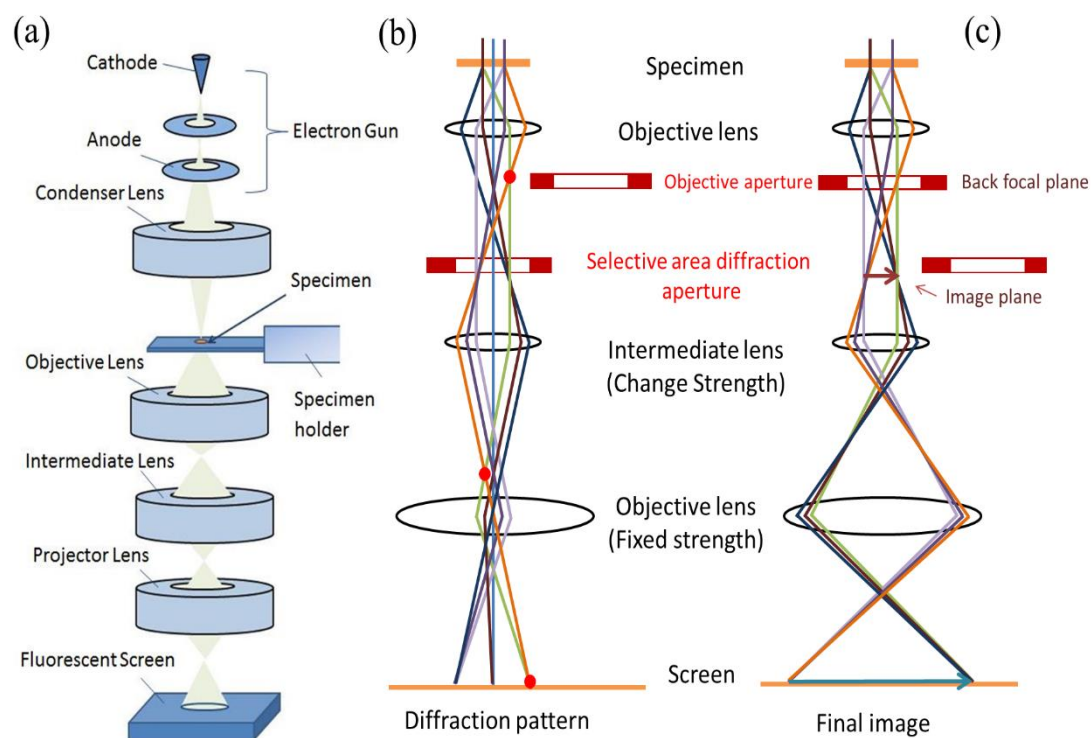 (a)
Cathode
Anode
Electron Gun
Condenser Lens
Specimen
Objective Lens
Specimen
holder
Intermediate Lens
Projector Lens
Fluorescent Screen
(b)
(c)
Specimen
Objective lens
Objective aperture
Back focal plane
Selective area diffraction
aperture
Image plane
Intermediate lens
(Change Strength)
Objective lens
(Fixed strength)
Screen
Diffraction pattern
Final image